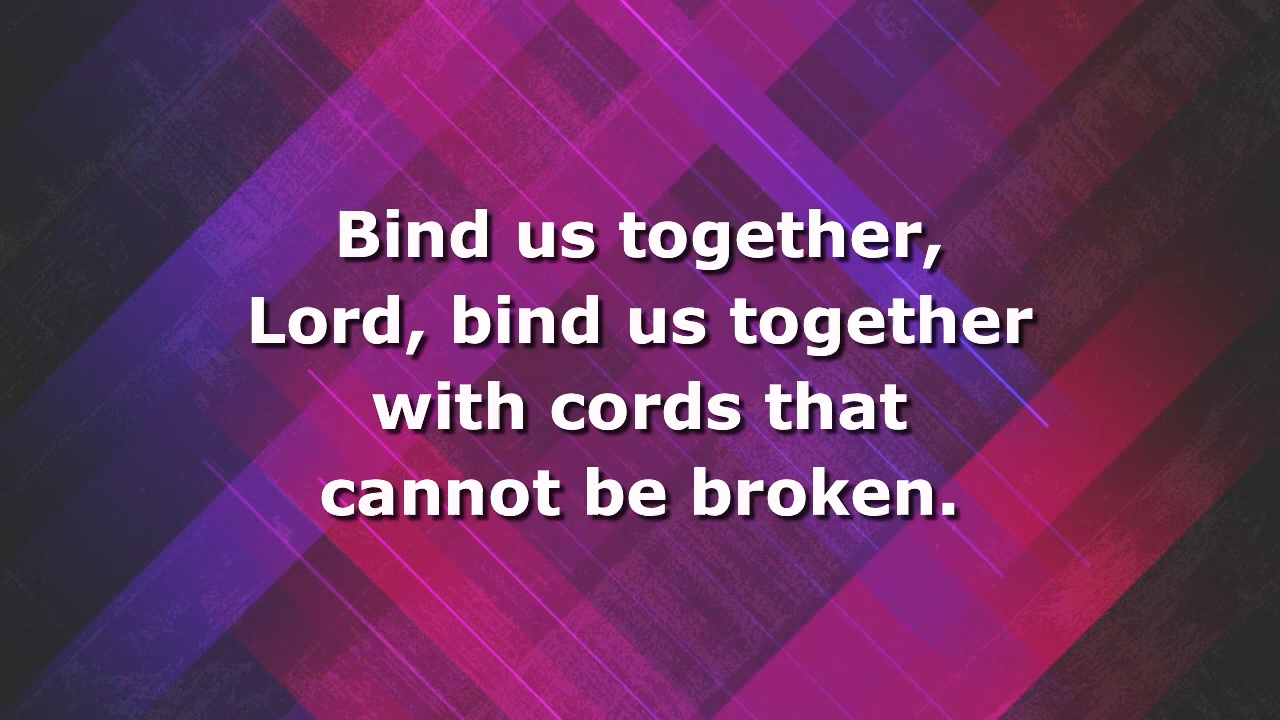 Bind us together,
Lord, bind us together
with cords that
cannot be broken.